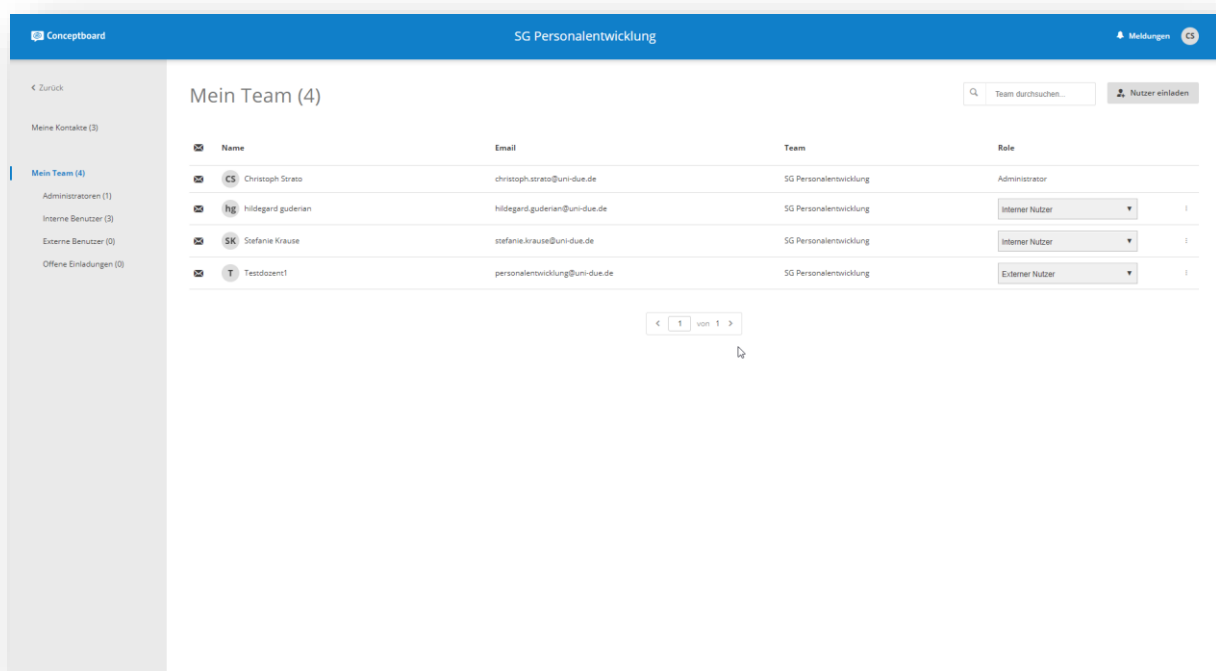 Conceptboard
SG Personalentwicklung
Meldungen CS
Zurück
Meine Kontakte (3)
Mein Team (4)
Administratoren (1)
Interne Benutzer (3)
Externe Benutzer (0)
Offene Einladungen (0)
Mein Team (4)
Team durchsuchen...
Nutzer einladen
Name Email Team Role
CS Christoph Strato christoph.strato@uni-due.de SG Personalentwicklung Administrator
hg hildegard guderian hildegard.guderian@uni-due.de SG Personalentwicklung Interner Nutzer
SK Stefanie Krause stefanie.krause@uni-due.de SG Personalentwicklung Interner Nutzer
T Testdozent1 personalentwicklung@uni-due.de SG Personalentwicklung Externer Nutzer
1 von 1